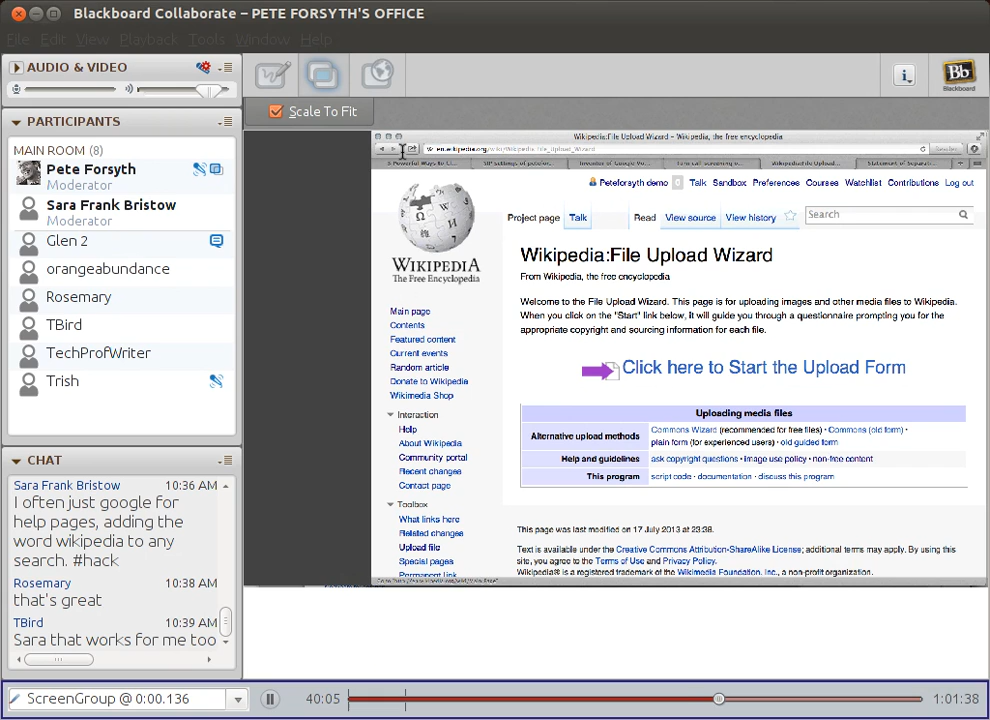 Blackboard Collaborate – PETE FORSYTH'S OFFICE
File Edit View Playback Tools Window Help
AUDIO & VIDEO
Bb
Blackboard
Scale To Fit
PARTICIPANTS
MAIN ROOM (8)
Pete Forsyth
Moderator
Sara Frank Bristow
Moderator
Glen 2
orangeabundance
Rosemary
TBird
TechProfWriter
Trish
CHAT
Sara Frank Bristow 10:36 AM
I often just google for
help pages, adding the
word wikipedia to any
search. #hack
Rosemary 10:38 AM
that's great
TBird 10:39 AM
Sara that works for me too
Wikipedia:File Upload Wizard – Wikipedia, the free encyclopedia
en.wikipedia.org/wiki/Wikipedia:File_Upload_Wizard
Wikipedia:File Upload...
Peteforsyth demo 0 Talk Sandbox Preferences Courses Watchlist Contributions Log out
Project page Talk Read View source View history Search
WIKIPEDIA
The Free Encyclopedia
Main page
Contents
Featured content
Current events
Random article
Donate to Wikipedia
Wikimedia Shop
Interaction
Help
About Wikipedia
Community portal
Recent changes
Contact page
Toolbox
What links here
Related changes
Upload file
Special pages
Permanent link
Wikipedia:File Upload Wizard
From Wikipedia, the free encyclopedia
Welcome to the File Upload Wizard. This page is for uploading images and other media files to Wikipedia.
When you click on the "Start" link below, it will guide you through a questionnaire prompting you for the
appropriate copyright and sourcing information for each file.
Click here to Start the Upload Form
Uploading media files
Alternative upload methods
Commons Wizard (recommended for free files) · Commons (old form) ·
plain form (for experienced users) · old guided form
Help and guidelines ask copyright questions · image use policy · non-free content
This program script code · documentation · discuss this program
This page was last modified on 17 July 2013 at 23:38.
Text is available under the Creative Commons Attribution-ShareAlike License; additional terms may apply. By using this
site, you agree to the Terms of Use and Privacy Policy.
Wikipedia® is a registered trademark of the Wikimedia Foundation, Inc., a non-profit organization.
ScreenGroup @ 0:00.136 40:05 1:01:38